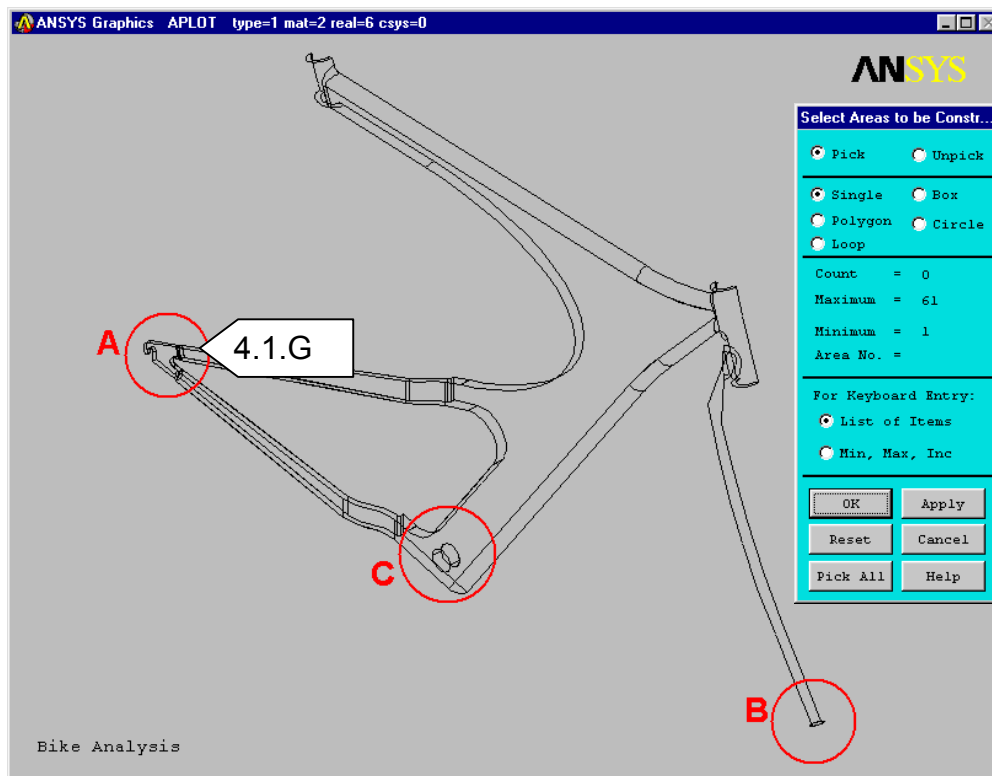 ANSYS Graphics APLOT type=1 mat=2 real=6 csys=0
ANSYS
Select Areas to be Constr...
Pick Unpick
Single Box
Polygon Circle
Loop
Count = 0
Maximum = 61
Minimum = 1
Area No. =
For Keyboard Entry:
List of Items
Min, Max, Inc
OK Apply
Reset Cancel
Pick All Help
A
4.1.G
C
B
Bike Analysis